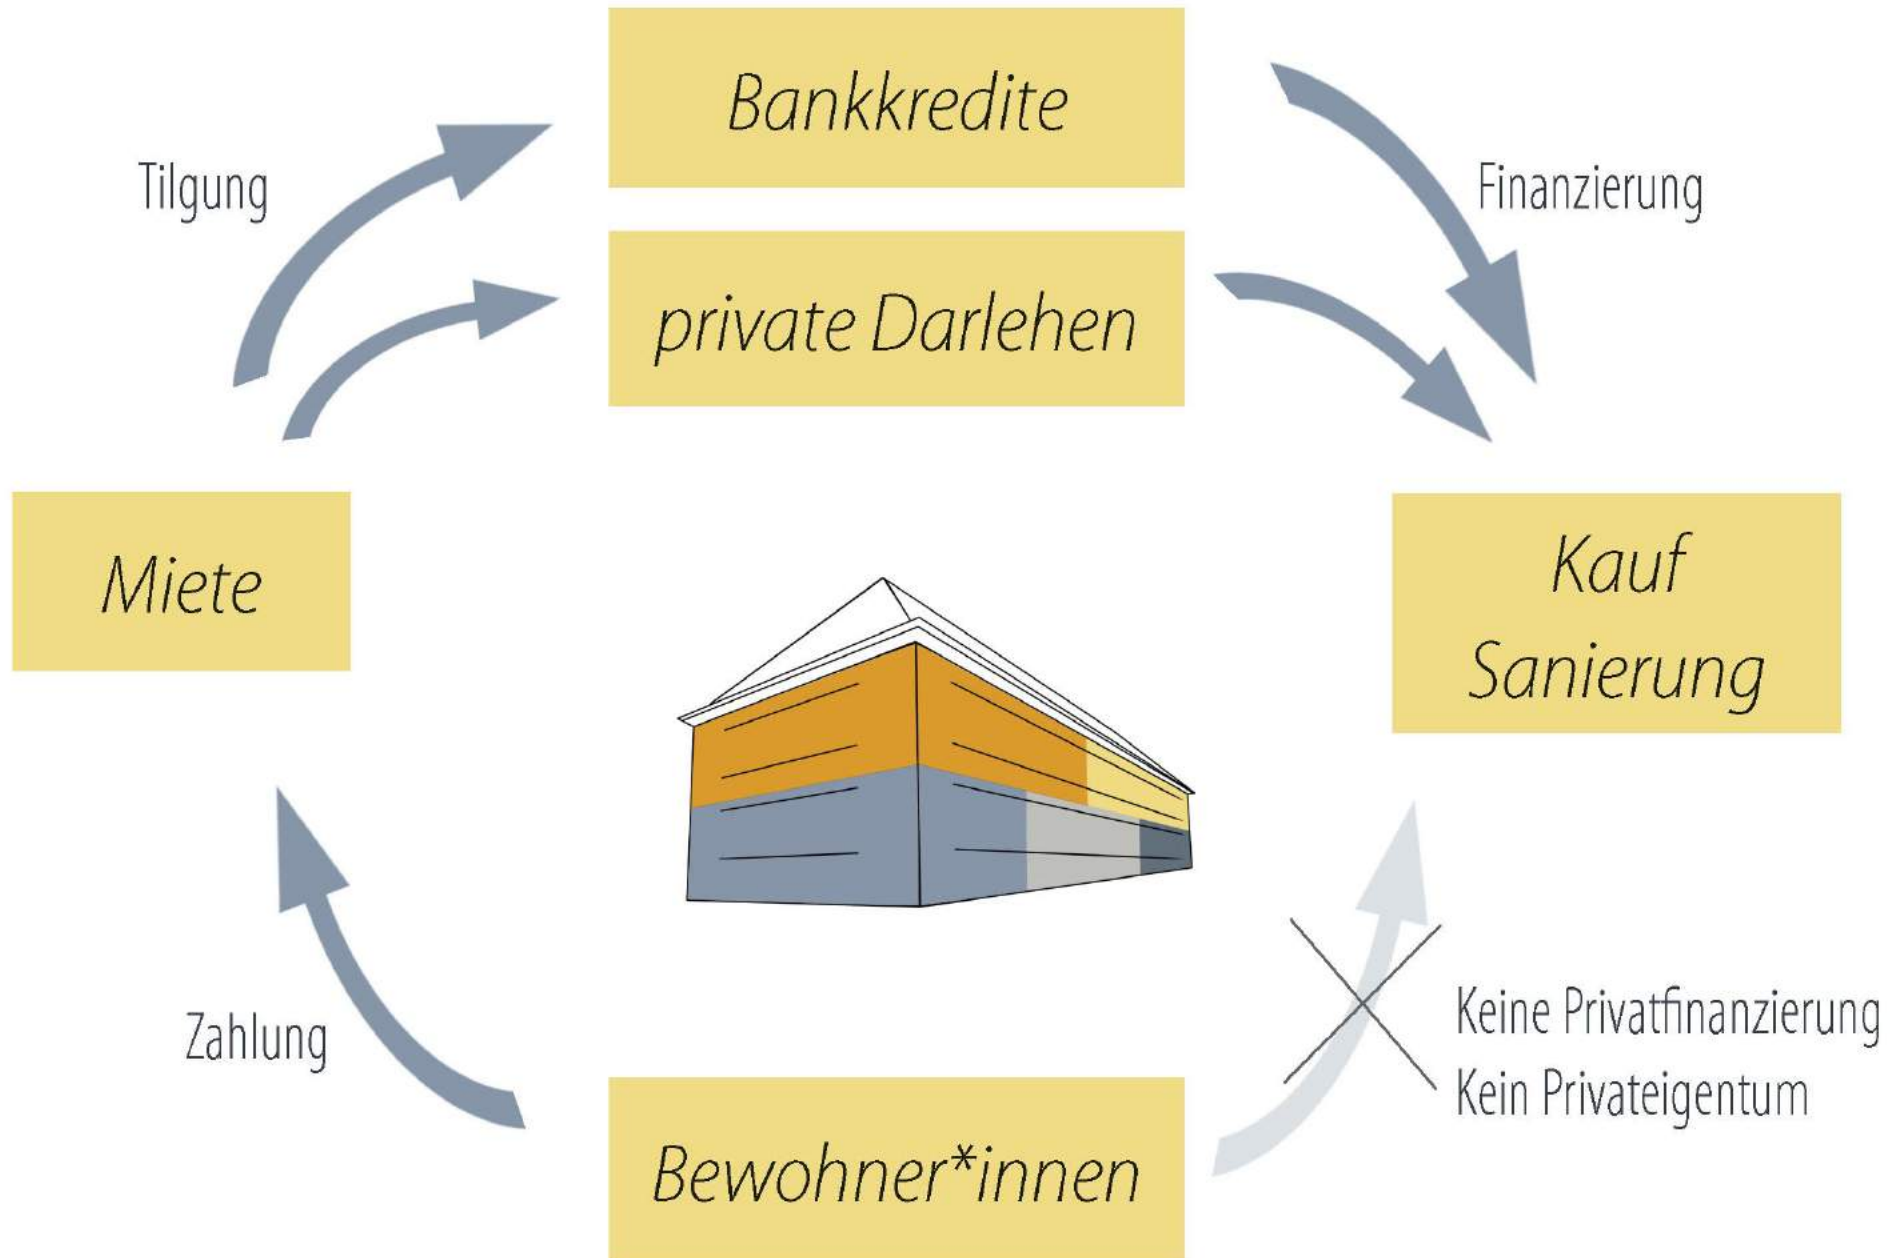 Bankkredite
Tilgung
Finanzierung
private Darlehen
Miete
Kauf
Sanierung
Zahlung
Keine Privatfinanzierung
Kein Privateigentum
Bewohner*innen